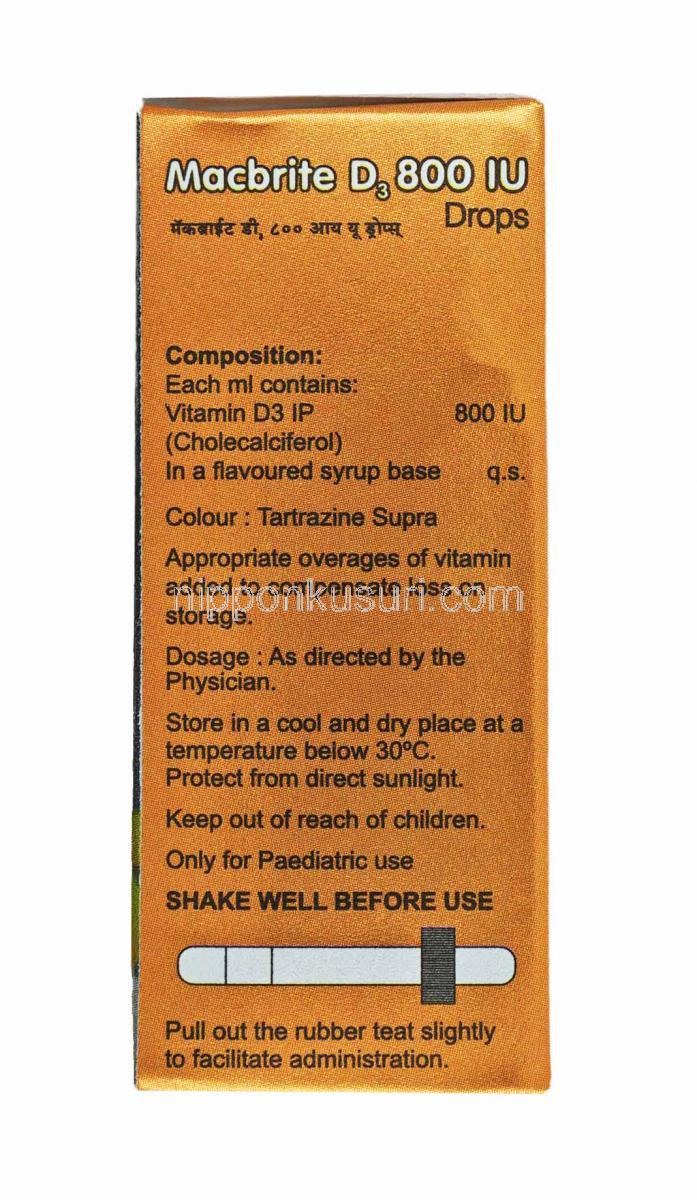 Macbrite D3 800 IU
Drops
मॅकब्राईट डी, ८०० आय यू ड्रोप्स्
Composition:
Each ml contains:
Vitamin D3 IP 800 IU
(Cholecalciferol)
In a flavoured syrup base q.s.
Colour : Tartrazine Supra
Appropriate overages of vitamin
added to compensate loss on
storage.
nipponkusuri.com
Dosage : As directed by the
Physician.
Store in a cool and dry place at a
temperature below 30ºC.
Protect from direct sunlight.
Keep out of reach of children.
Only for Paediatric use
SHAKE WELL BEFORE USE
Pull out the rubber teat slightly
to facilitate administration.